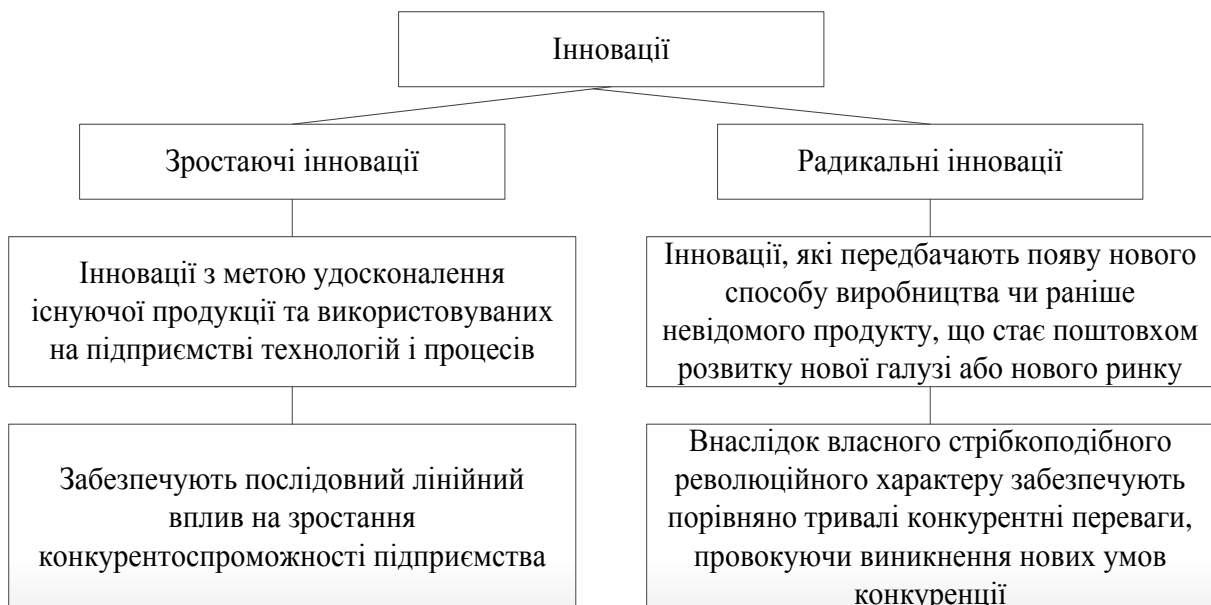 Інновації
Зростаючі інновації
Радикальні інновації
Інновації з метою удосконалення
існуючої продукції та використовуваних
на підприємстві технологій і процесів
Інновації, які передбачають появу нового
способу виробництва чи раніше
невідомого продукту, що стає поштовхом
розвитку нової галузі або нового ринку
Забезпечують послідовний лінійний
вплив на зростання
конкурентоспроможності підприємства
Внаслідок власного стрібкоподібного
революційного характеру забезпечують
порівняно тривалі конкурентні переваги,
провокуючи виникнення нових умов
конкуренції